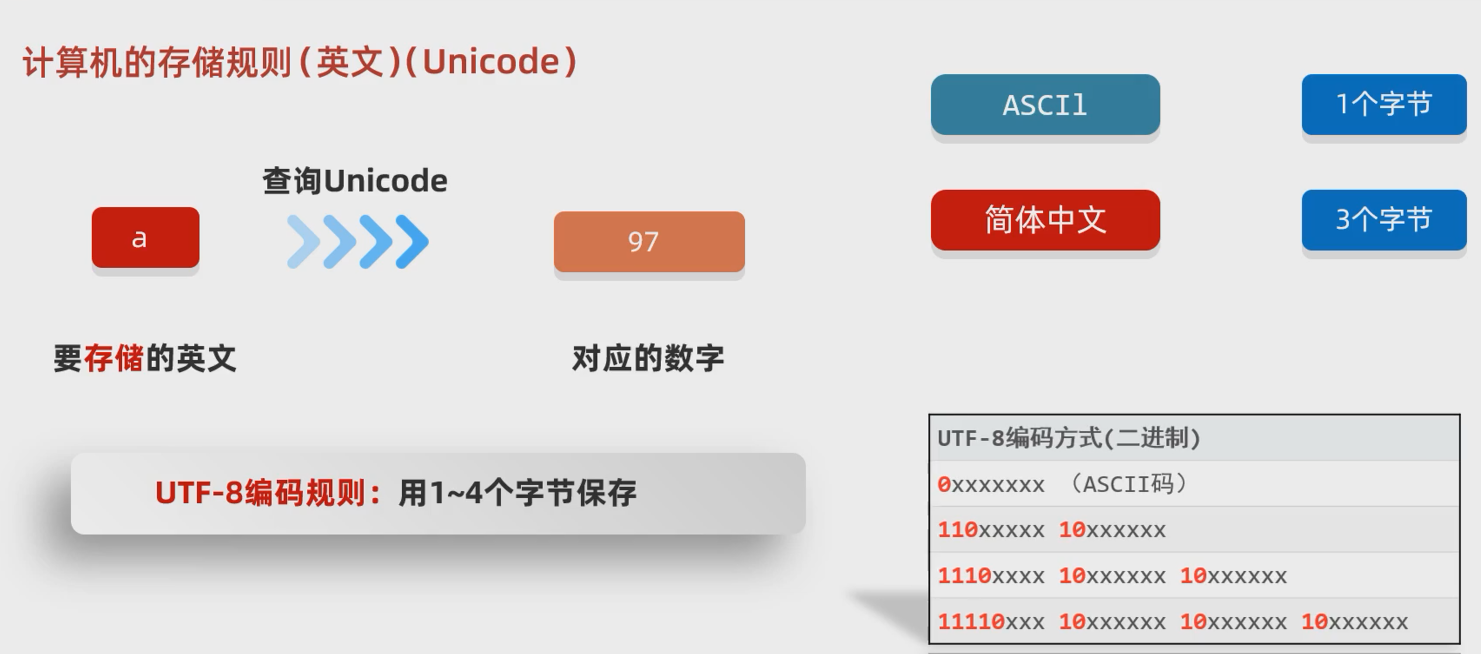 计算机的存储规则(英文)(Unicode)
ASCIl
1个字节
查询Unicode
简体中文
3个字节
a
97
要存储的英文
对应的数字
UTF-8编码规则：用1~4个字节保存
UTF-8编码方式(二进制)
0xxxxxxx （ASCII码）
110xxxxx 10xxxxxx
1110xxxx 10xxxxxx 10xxxxxx
11110xxx 10xxxxxx 10xxxxxx 10xxxxxx